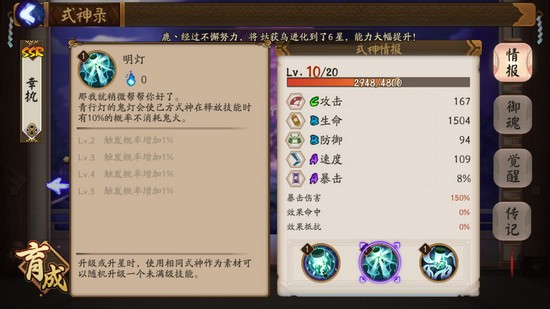 式神录
鹿、经过不懈努力，将 姑获鸟进化到了6星，能力大幅提升！
SSR
1
明灯
0
那我就稍微帮帮你好了。
青行灯的鬼灯会使己方式神在释放技能时
有10%的概率不消耗鬼火。
Lv.2 触发概率增加1%
Lv.3 触发概率增加1%
Lv.4 触发概率增加1%
Lv.5 触发概率增加1%
升级或升星时，使用相同式神作为素材可
以随机升级一个未满级技能。
育成
式神情报
Lv.10/20
2948/4800
C攻击 167
B生命 1504
B防御 94
A速度 109
A暴击 8%
暴击伤害 150%
效果命中 0%
效果抵抗 0%
1
1
1
情报
御魂
觉醒
传记